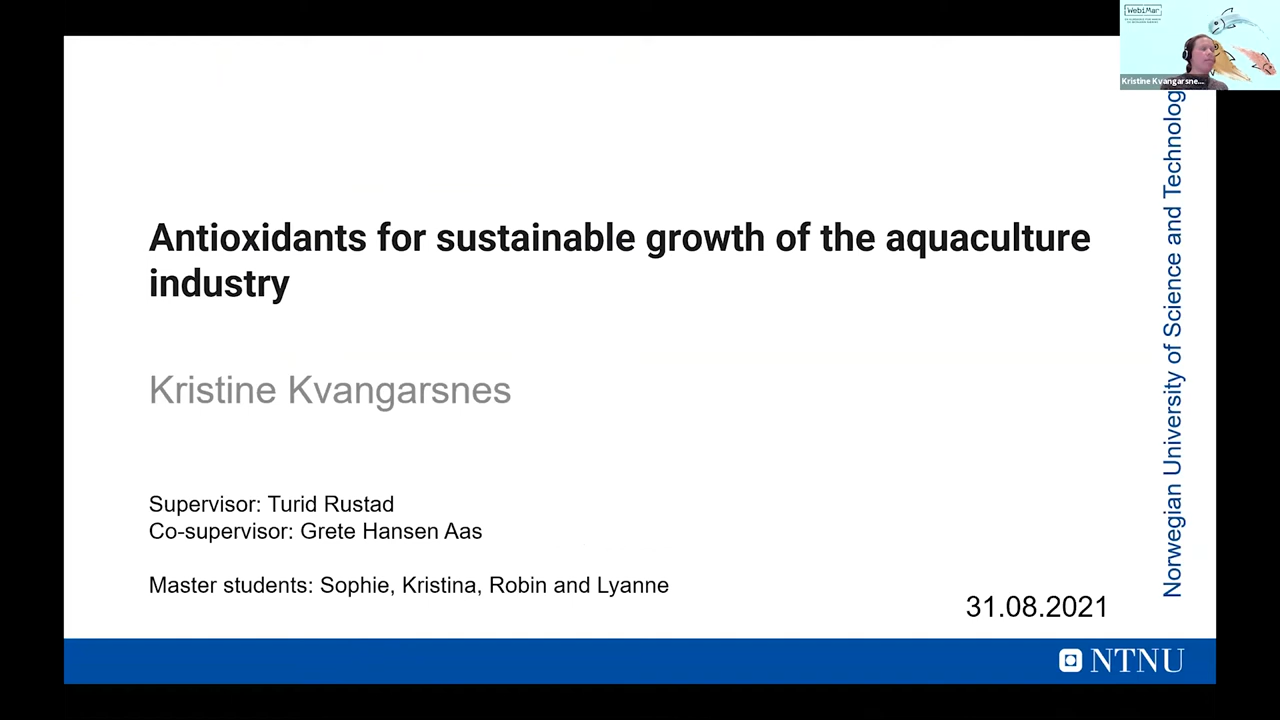 WebiMar
Kristine Kvangarsne...
Antioxidants for sustainable growth of the aquaculture
industry
Kristine Kvangarsnes
Supervisor: Turid Rustad
Co-supervisor: Grete Hansen Aas
Master students: Sophie, Kristina, Robin and Lyanne
31.08.2021
Norwegian University of Science and Technolog
NTNU